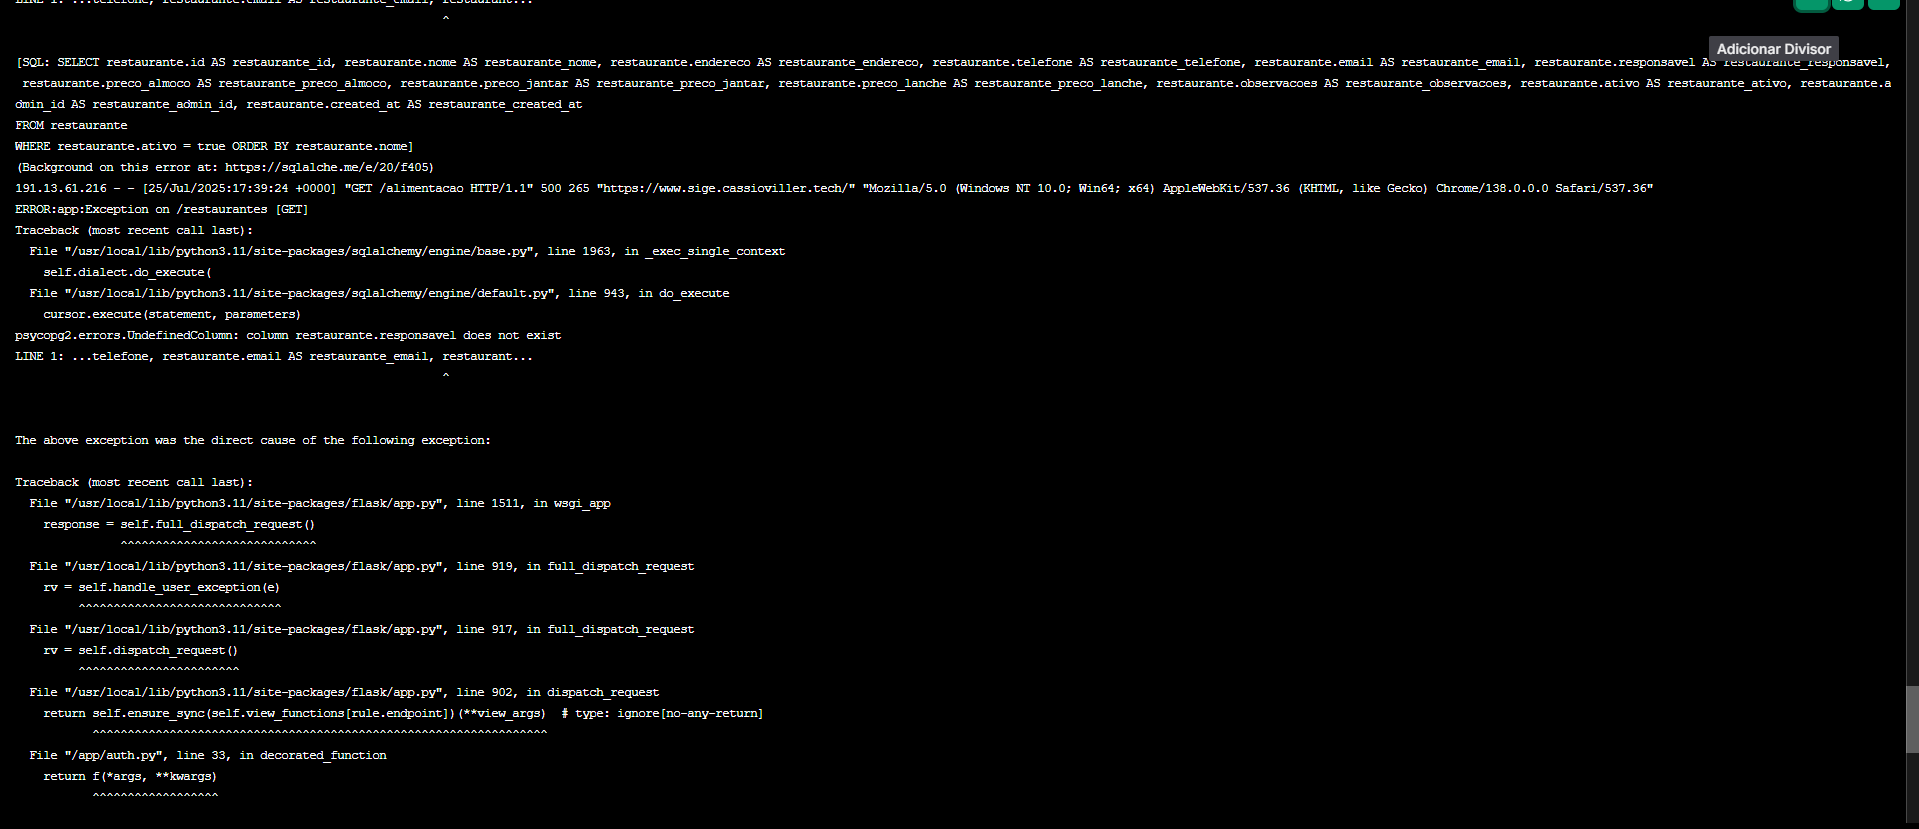 LINE 1: ...telefone, restaurante.email AS restaurante_email, restaurant...
^
Adicionar Divisor
[SQL: SELECT restaurante.id AS restaurante_id, restaurante.nome AS restaurante_nome, restaurante.endereco AS restaurante_endereco, restaurante.telefone AS restaurante_telefone, restaurante.email AS restaurante_email, restaurante.responsavel AS restaurante_responsavel,
restaurante.preco_almoco AS restaurante_preco_almoco, restaurante.preco_jantar AS restaurante_preco_jantar, restaurante.preco_lanche AS restaurante_preco_lanche, restaurante.observacoes AS restaurante_observacoes, restaurante.ativo AS restaurante_ativo, restaurante.a
dmin_id AS restaurante_admin_id, restaurante.created_at AS restaurante_created_at
FROM restaurante
WHERE restaurante.ativo = true ORDER BY restaurante.nome]
(Background on this error at: https://sqlalche.me/e/20/f405)
191.13.61.216 - - [25/Jul/2025:17:39:24 +0000] "GET /alimentacao HTTP/1.1" 500 265 "https://www.sige.cassioviller.tech/" "Mozilla/5.0 (Windows NT 10.0; Win64; x64) AppleWebKit/537.36 (KHTML, like Gecko) Chrome/138.0.0.0 Safari/537.36"
ERROR:app:Exception on /restaurantes [GET]
Traceback (most recent call last):
File "/usr/local/lib/python3.11/site-packages/sqlalchemy/engine/base.py", line 1963, in _exec_single_context
self.dialect.do_execute(
File "/usr/local/lib/python3.11/site-packages/sqlalchemy/engine/default.py", line 943, in do_execute
cursor.execute(statement, parameters)
psycopg2.errors.UndefinedColumn: column restaurante.responsavel does not exist
LINE 1: ...telefone, restaurante.email AS restaurante_email, restaurant...
^
The above exception was the direct cause of the following exception:
Traceback (most recent call last):
File "/usr/local/lib/python3.11/site-packages/flask/app.py", line 1511, in wsgi_app
response = self.full_dispatch_request()
^^^^^^^^^^^^^^^^^^^^^^^^^^^^
File "/usr/local/lib/python3.11/site-packages/flask/app.py", line 919, in full_dispatch_request
rv = self.handle_user_exception(e)
^^^^^^^^^^^^^^^^^^^^^^^^^^^^^
File "/usr/local/lib/python3.11/site-packages/flask/app.py", line 917, in full_dispatch_request
rv = self.dispatch_request()
^^^^^^^^^^^^^^^^^^^^^^^
File "/usr/local/lib/python3.11/site-packages/flask/app.py", line 902, in dispatch_request
return self.ensure_sync(self.view_functions[rule.endpoint])(**view_args)  # type: ignore[no-any-return]
^^^^^^^^^^^^^^^^^^^^^^^^^^^^^^^^^^^^^^^^^^^^^^^^^^^^^^^^^^^^^^^^^
File "/app/auth.py", line 33, in decorated_function
return f(*args, **kwargs)
^^^^^^^^^^^^^^^^^^